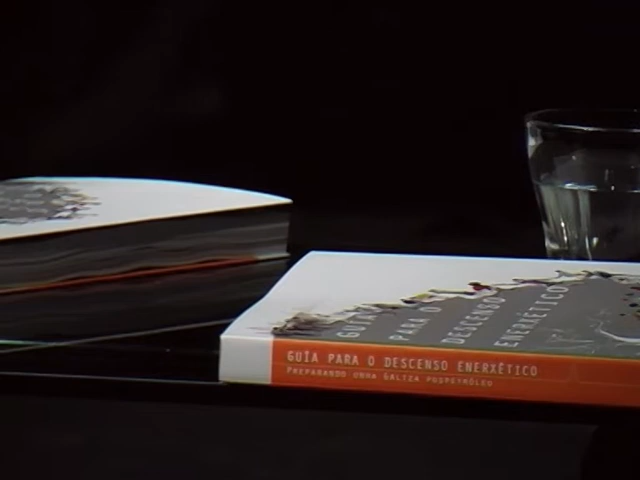 GUÍA
PARA O
DESCENSO
ENERXÉTICO
GUÍA PARA O DESCENSO ENERXÉTICO
PREPARANDO UNHA GALIZA POSPETRÓLEO